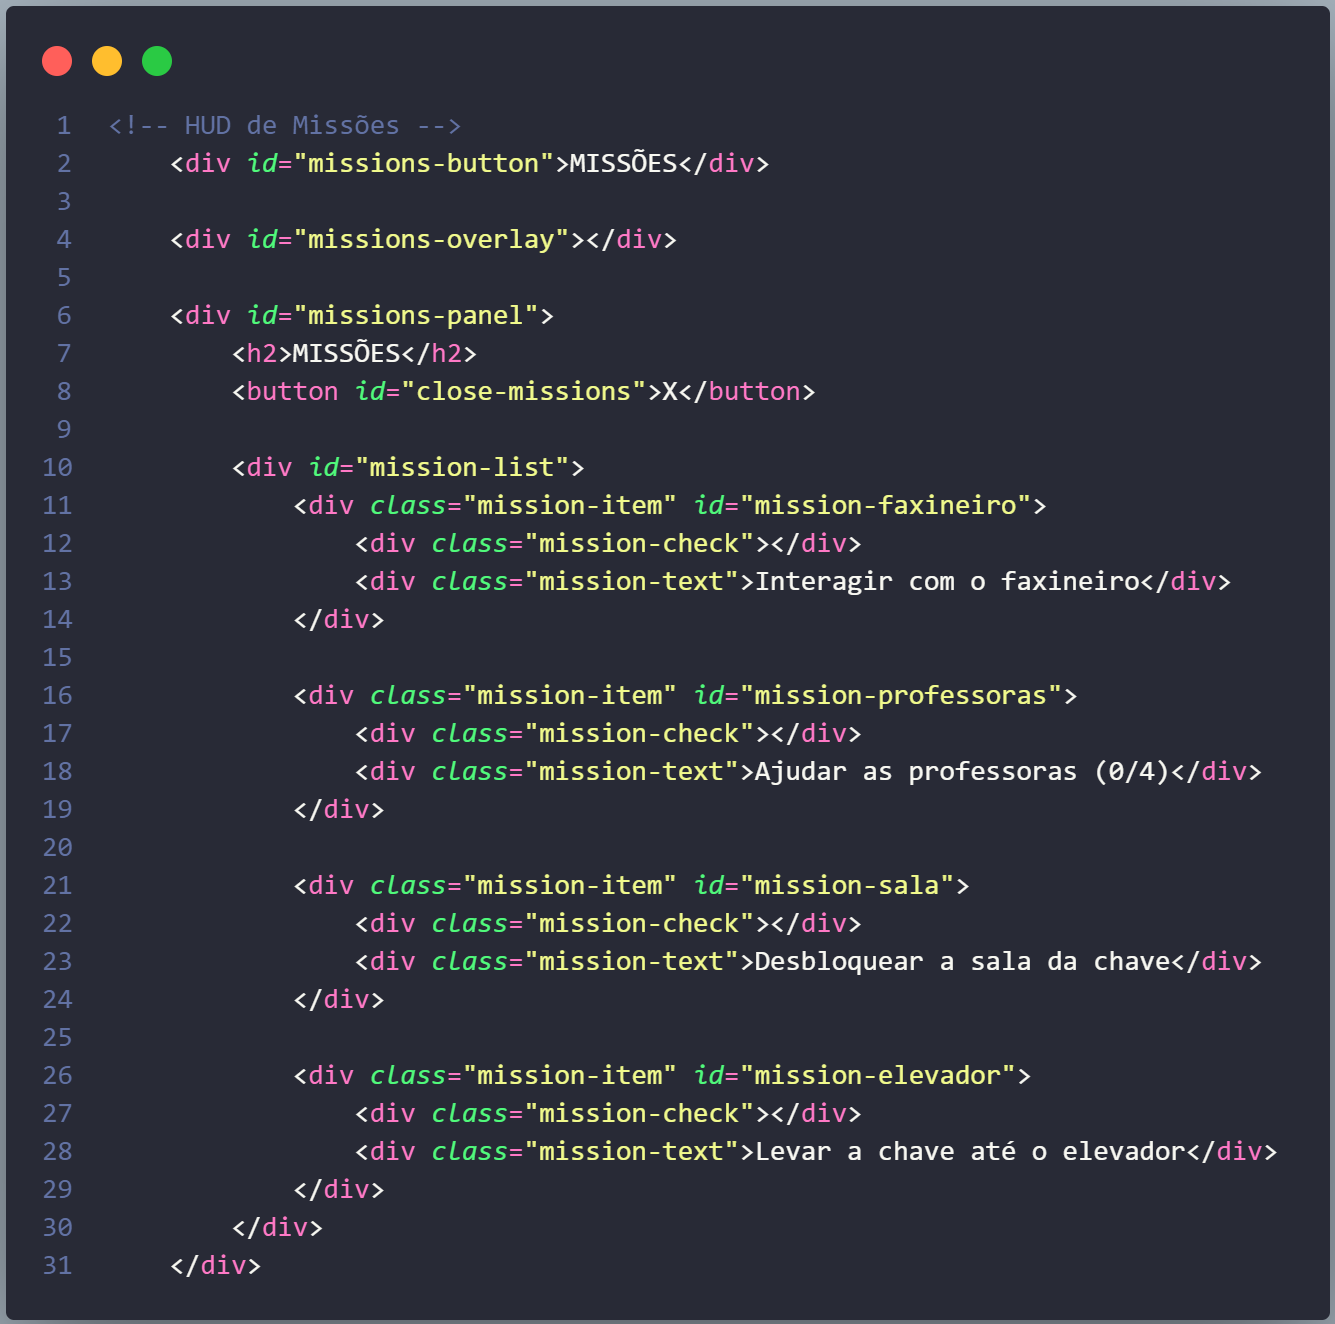 1 <!-- HUD de Missões -->
2     <div id="missions-button">MISSÕES</div>
3
4     <div id="missions-overlay"></div>
5
6     <div id="missions-panel">
7         <h2>MISSÕES</h2>
8         <button id="close-missions">X</button>
9
10         <div id="mission-list">
11             <div class="mission-item" id="mission-faxineiro">
12                 <div class="mission-check"></div>
13                 <div class="mission-text">Interagir com o faxineiro</div>
14             </div>
15
16             <div class="mission-item" id="mission-professoras">
17                 <div class="mission-check"></div>
18                 <div class="mission-text">Ajudar as professoras (0/4)</div>
19             </div>
20
21             <div class="mission-item" id="mission-sala">
22                 <div class="mission-check"></div>
23                 <div class="mission-text">Desbloquear a sala da chave</div>
24             </div>
25
26             <div class="mission-item" id="mission-elevador">
27                 <div class="mission-check"></div>
28                 <div class="mission-text">Levar a chave até o elevador</div>
29             </div>
30         </div>
31     </div>